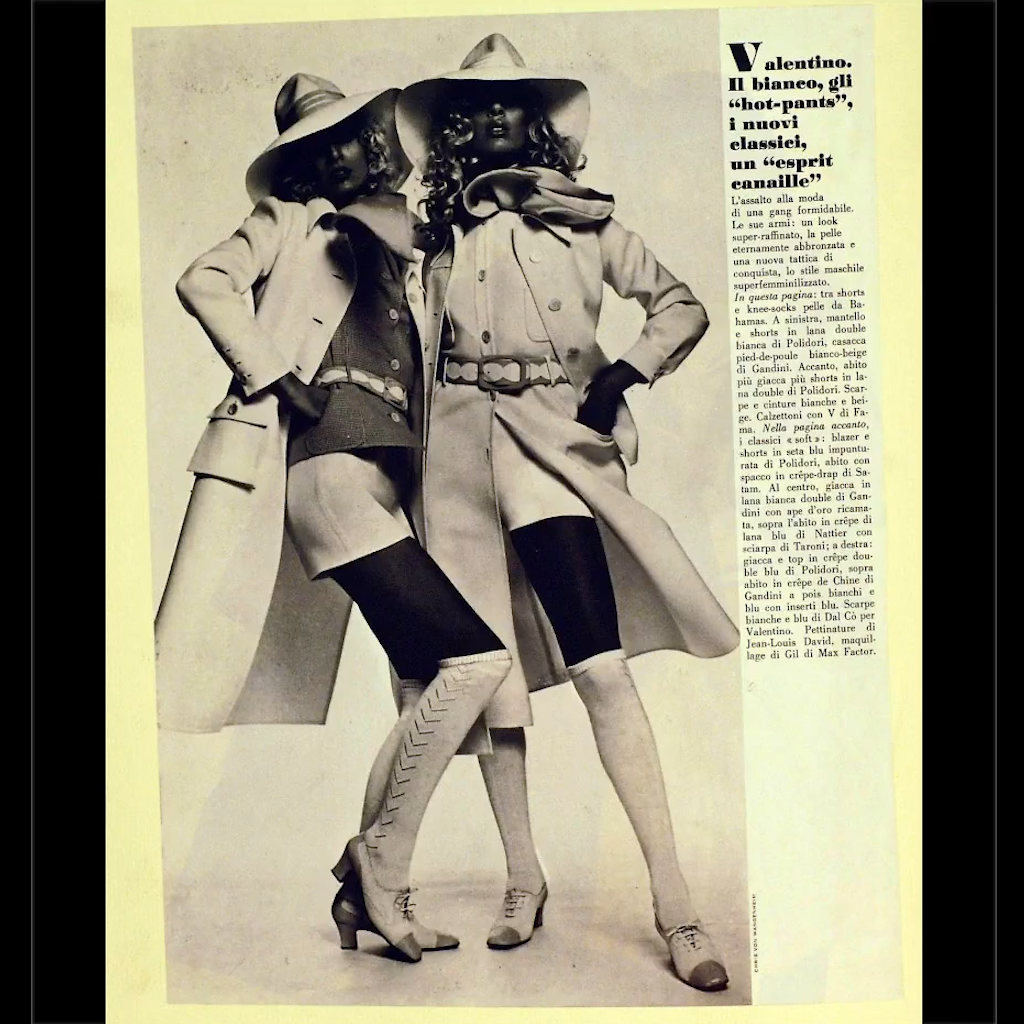 Valentino.
Il bianco, gli
“hot-pants”,
i nuovi
classici,
un “esprit
canaille”
L'assalto alla moda
di una gang formidabile.
Le sue armi: un look
super-raffinato, la pelle
eternamente abbronzata e
una nuova tattica di
conquista, lo stile maschile
superfemminilizzato.
In questa pagina: tra shorts
e knee-socks pelle da Ba-
hamas. A sinistra, mantello
e shorts in lana double
bianca di Polidori, casacca
pied-de-poule bianco-beige
di Gandini. Accanto, abito
più giacca più shorts in la-
na double di Polidori. Scar-
pe e cinture bianche e bei-
ge. Calzettoni con V di Fa-
ma. Nella pagina accanto,
i classici « soft »: blazer e
shorts in seta blu impuntu-
rata di Polidori, abito con
spacco in crêpe-drap di Sa-
tam. Al centro, giacca in
lana bianca double di Gan-
dini con ape d'oro ricama-
ta, sopra l'abito in crêpe di
lana blu di Nattier con
sciarpa di Taroni; a destra:
giacca e top in crêpe dou-
ble blu di Polidori, sopra
abito in crêpe de Chine di
Gandini a pois bianchi e
blu con inserti blu. Scarpe
bianche e blu di Dal Cò per
Valentino. Pettinature di
Jean-Louis David, maquil-
lage di Gil di Max Factor.
CHRIS VON WANGENHEIM